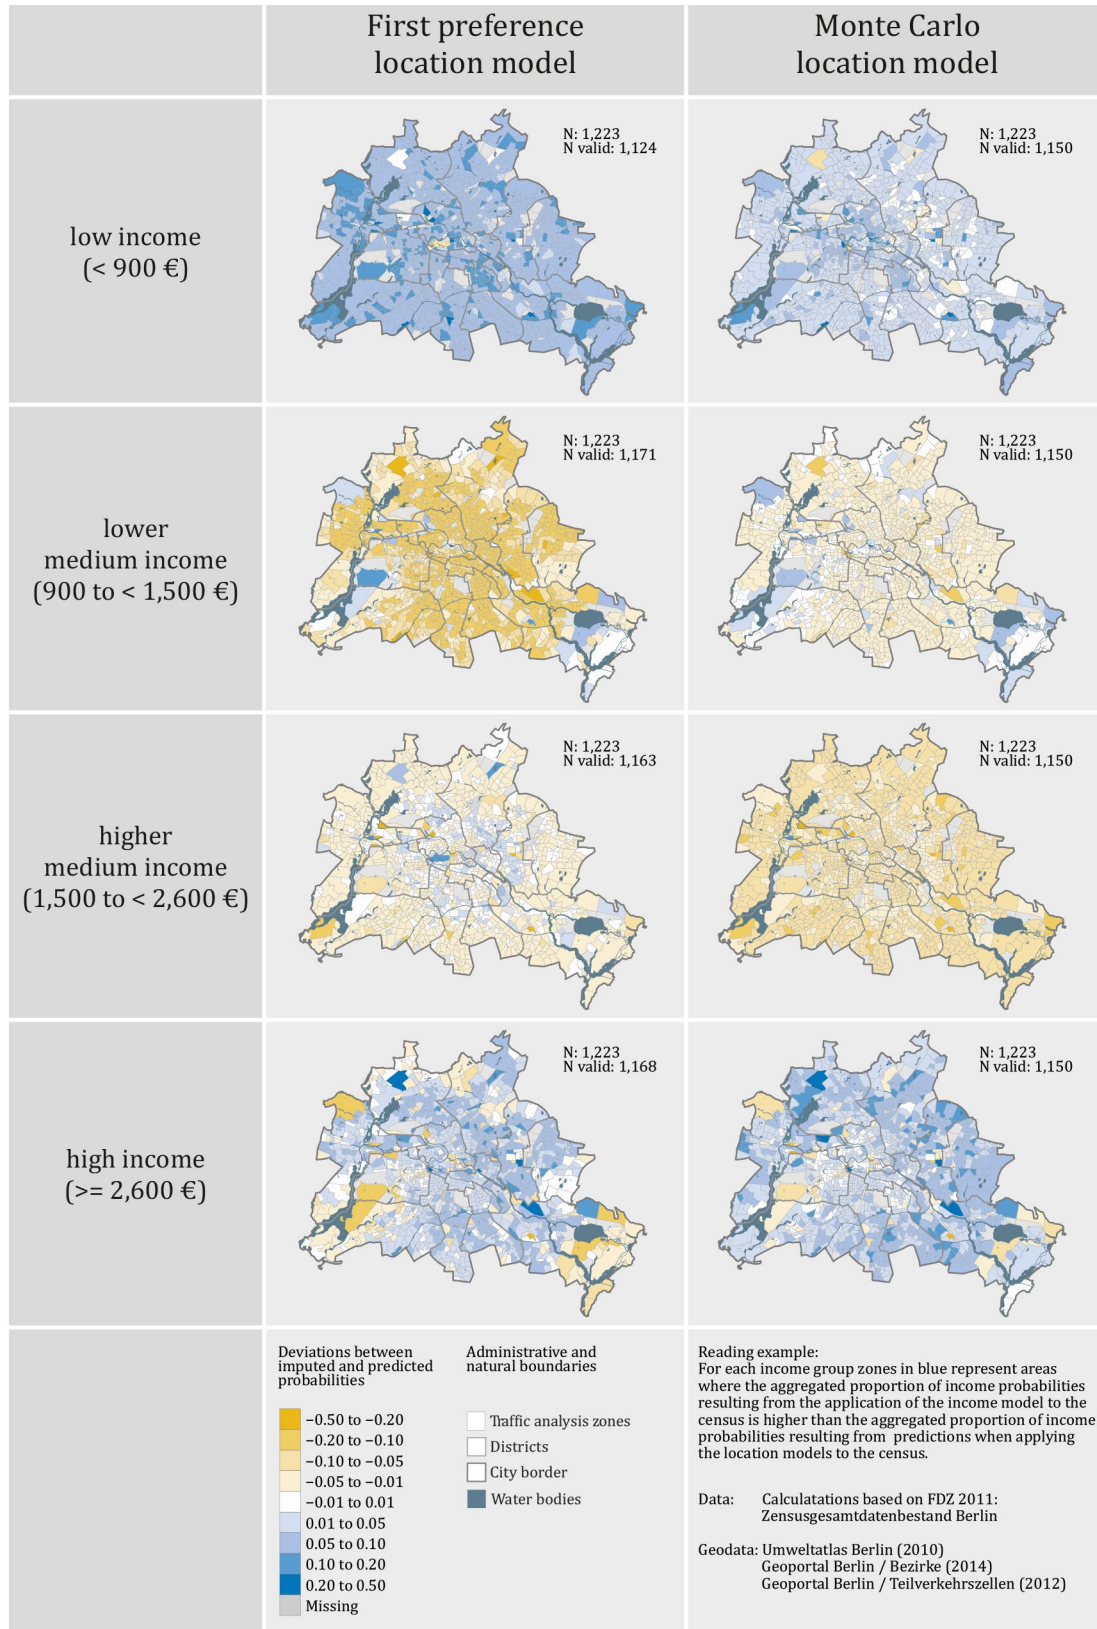 First preference
location model
Monte Carlo
location model
low income
(< 900 €)
N: 1,223
N valid: 1,124
N: 1,223
N valid: 1,150
lower
medium income
(900 to < 1,500 €)
N: 1,223
N valid: 1,171
N: 1,223
N valid: 1,150
higher
medium income
(1,500 to < 2,600 €)
N: 1,223
N valid: 1,163
N: 1,223
N valid: 1,150
high income
(>= 2,600 €)
N: 1,223
N valid: 1,168
N: 1,223
N valid: 1,150
Deviations between
imputed and predicted
probabilities
−0.50 to −0.20
−0.20 to −0.10
−0.10 to −0.05
−0.05 to −0.01
−0.01 to 0.01
0.01 to 0.05
0.05 to 0.10
0.10 to 0.20
0.20 to 0.50
Missing
Administrative and
natural boundaries
Traffic analysis zones
Districts
City border
Water bodies
Reading example:
For each income group zones in blue represent areas
where the aggregated proportion of income probabilities
resulting from the application of the income model to the
census is higher than the aggregated proportion of income
probabilities resulting from predictions when applying
the location models to the census.
Data: Calculatations based on FDZ 2011:
Zensusgesamtdatenbestand Berlin
Geodata: Umweltatlas Berlin (2010)
Geoportal Berlin / Bezirke (2014)
Geoportal Berlin / Teilverkehrszellen (2012)